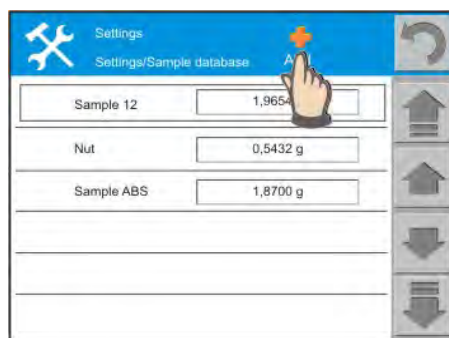 Settings
Settings/Sample database
Sample 12
Nut 0,5432 g
Sample ABS 1,8700 g